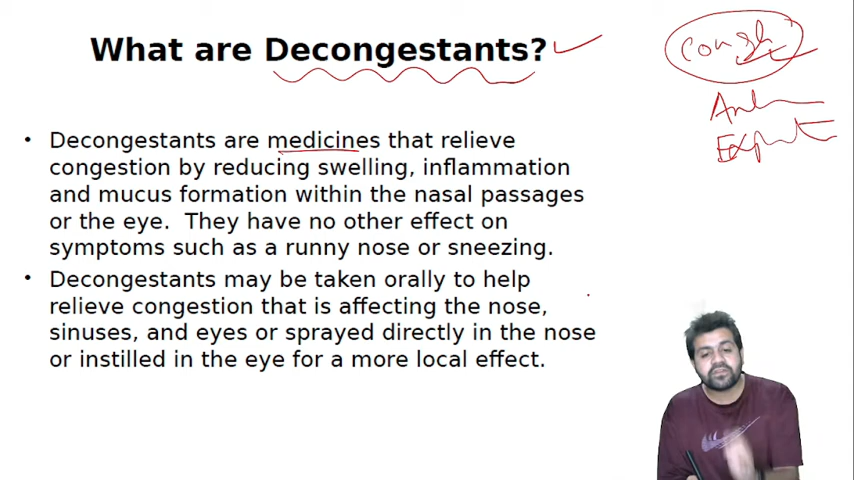 What are Decongestants?
cough
• Decongestants are medicines that relieve
congestion by reducing swelling, inflammation
and mucus formation within the nasal passages
or the eye.  They have no other effect on
symptoms such as a runny nose or sneezing.
• Decongestants may be taken orally to help
relieve congestion that is affecting the nose,
sinuses, and eyes or sprayed directly in the nose
or instilled in the eye for a more local effect.